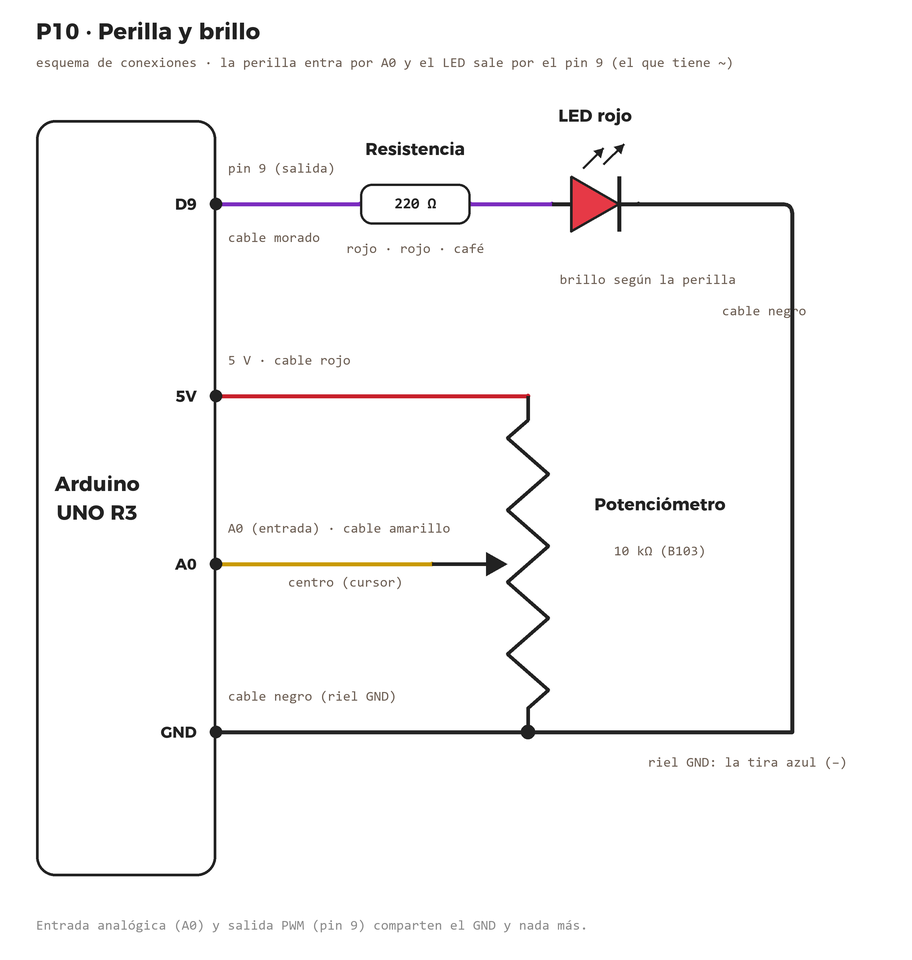 P10 · Perilla y brillo
esquema de conexiones · la perilla entra por A0 y el LED sale por el pin 9 (el que tiene ~)
LED rojo
Resistencia
pin 9 (salida)
D9
220 Ω
cable morado
rojo · rojo · café
brillo según la perilla
cable negro
5 V · cable rojo
5V
Arduino
UNO R3
Potenciómetro
A0 (entrada) · cable amarillo
10 kΩ (B103)
A0
centro (cursor)
cable negro (riel GND)
GND
riel GND: la tira azul (−)
Entrada analógica (A0) y salida PWM (pin 9) comparten el GND y nada más.